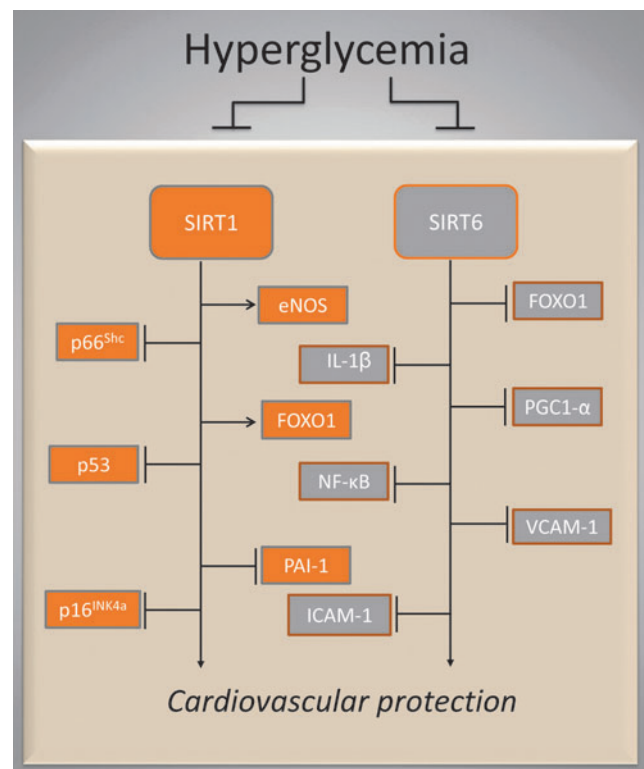 Hyperglycemia
SIRT1
SIRT6
eNOS
FOXO1
p66Shc
IL-1β
FOXO1
PGC1-α
p53
NF-κB
VCAM-1
PAI-1
p16INK4a
ICAM-1
Cardiovascular protection